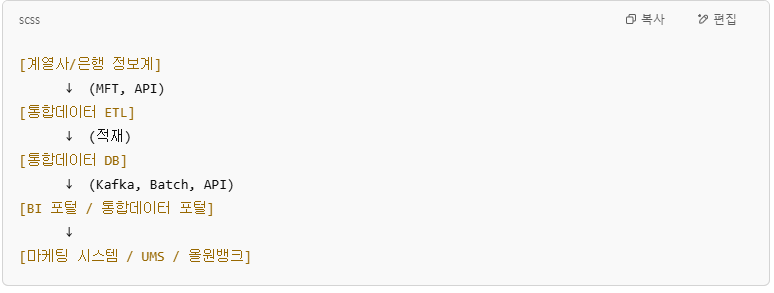 scss
복사
편집
[계열사/은행 정보계]
↓ (MFT, API)
[통합데이터 ETL]
↓ (적재)
[통합데이터 DB]
↓ (Kafka, Batch, API)
[BI 포털 / 통합데이터 포털]
↓
[마케팅 시스템 / UMS / 올원뱅크]